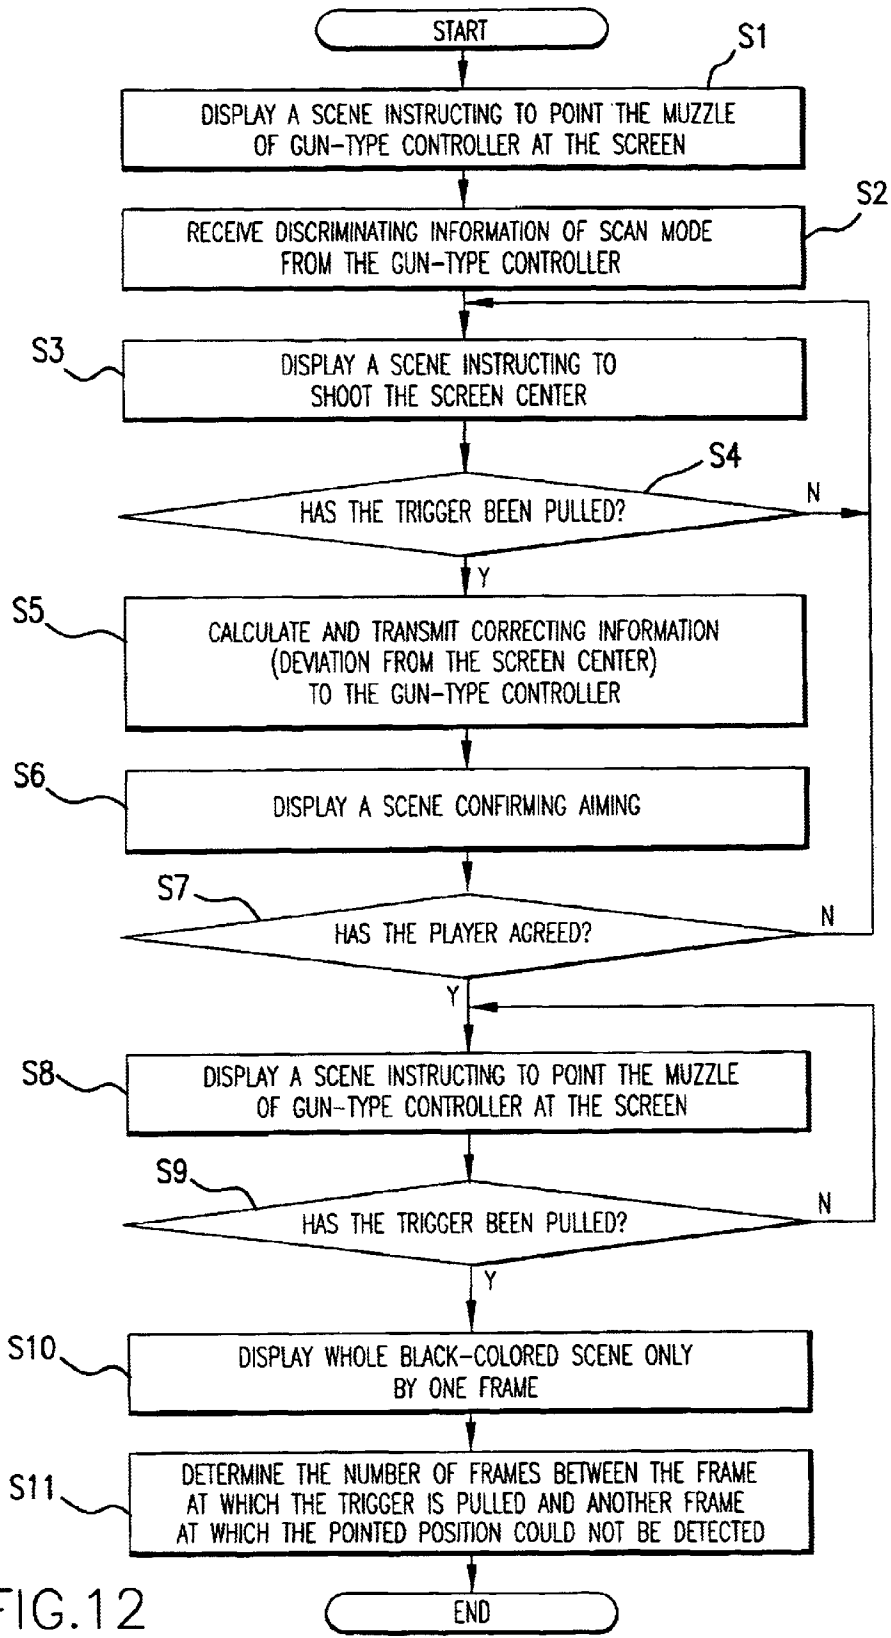 START
S1
DISPLAY A SCENE INSTRUCTING TO POINT THE MUZZLE
OF GUN-TYPE CONTROLLER AT THE SCREEN
S2
RECEIVE DISCRIMINATING INFORMATION OF SCAN MODE
FROM THE GUN-TYPE CONTROLLER
S3
DISPLAY A SCENE INSTRUCTING TO
SHOOT THE SCREEN CENTER
S4
HAS THE TRIGGER BEEN PULLED?
N
Y
S5
CALCULATE AND TRANSMIT CORRECTING INFORMATION
(DEVIATION FROM THE SCREEN CENTER)
TO THE GUN-TYPE CONTROLLER
S6
DISPLAY A SCENE CONFIRMING AIMING
S7
HAS THE PLAYER AGREED?
N
Y
S8
DISPLAY A SCENE INSTRUCTING TO POINT THE MUZZLE
OF GUN-TYPE CONTROLLER AT THE SCREEN
S9
HAS THE TRIGGER BEEN PULLED?
N
Y
S10
DISPLAY WHOLE BLACK-COLORED SCENE ONLY
BY ONE FRAME
S11
DETERMINE THE NUMBER OF FRAMES BETWEEN THE FRAME
AT WHICH THE TRIGGER IS PULLED AND ANOTHER FRAME
AT WHICH THE POINTED POSITION COULD NOT BE DETECTED
END
FIG.12